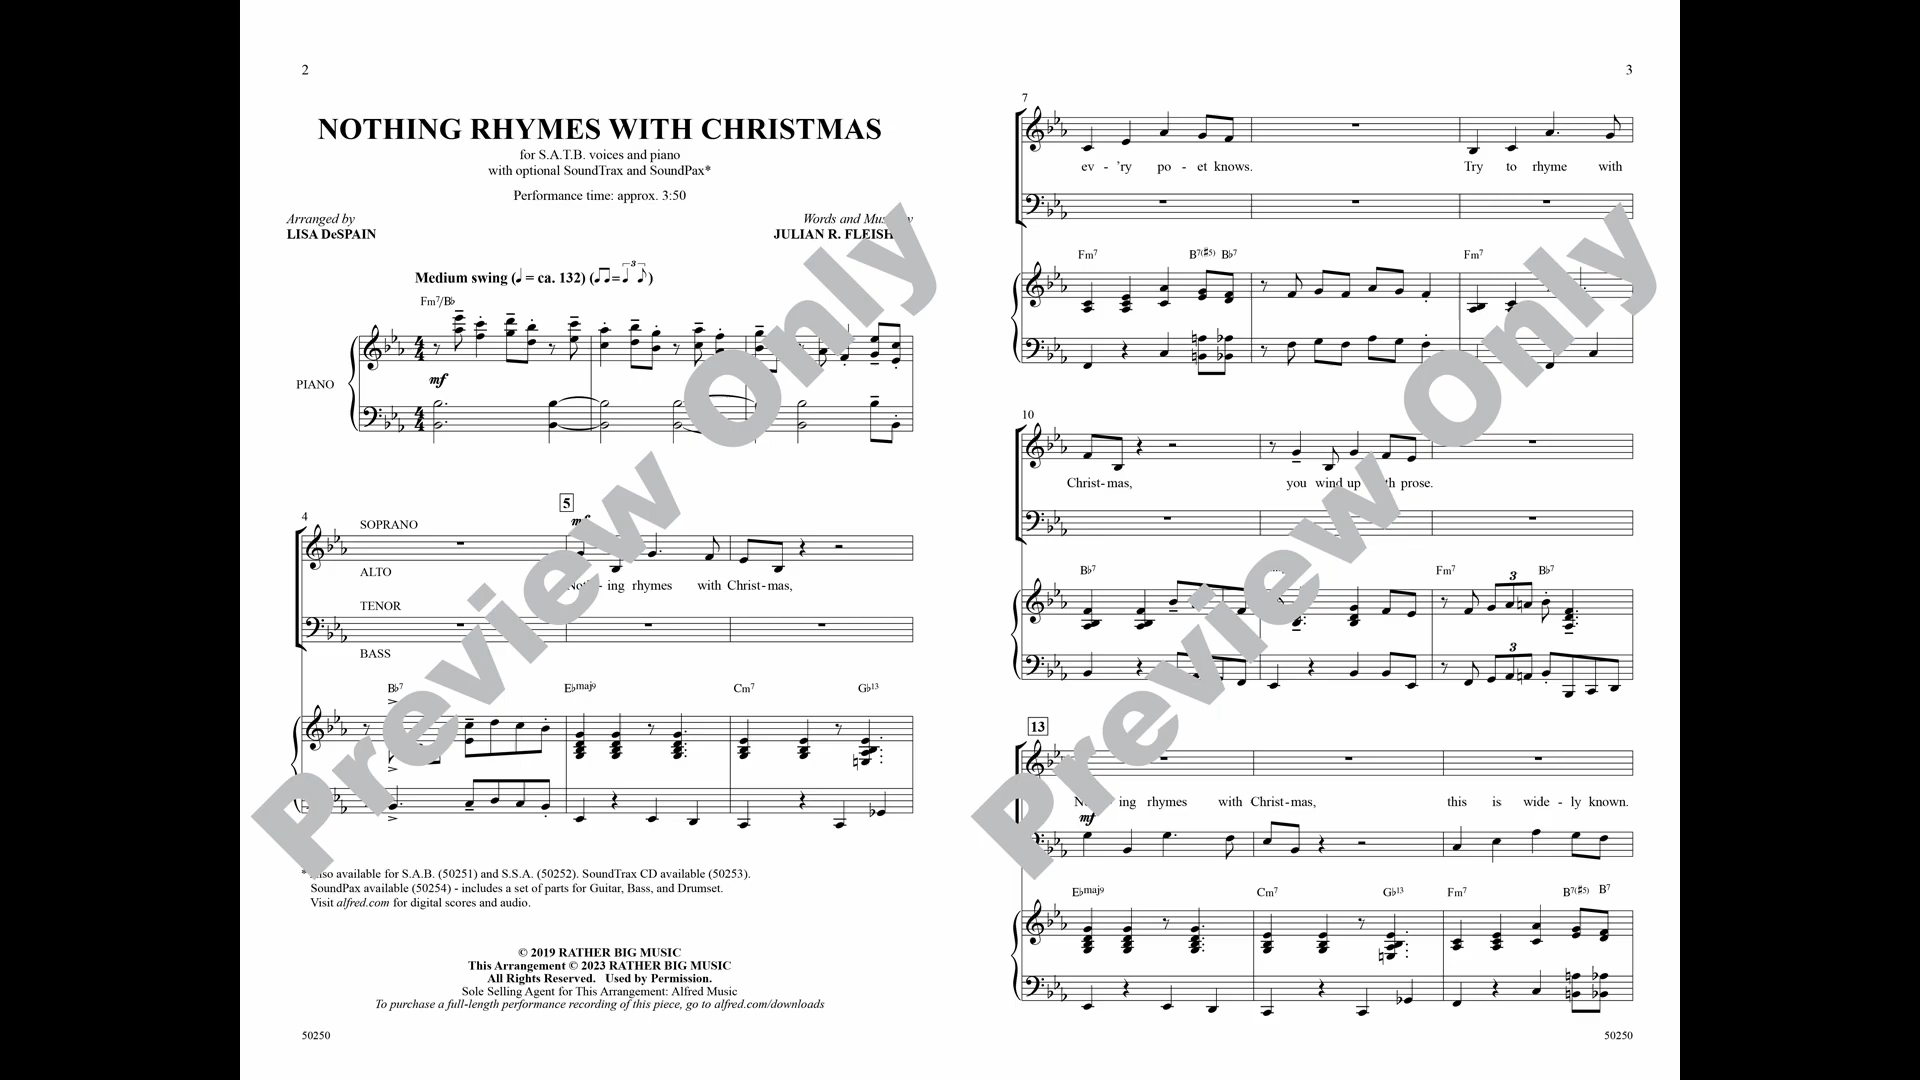 2
NOTHING RHYMES WITH CHRISTMAS
for S.A.T.B. voices and piano
with optional SoundTrax and SoundPax*
Performance time: approx. 3:50
Arranged by
LISA DeSPAIN
Words and
JULIAN R.
Medium swing (♩ = ca. 132) (♫=♩ ♪) 3
Fm7/B♭
PIANO
mf
4
SOPRANO
5
mf
ALTO
ing rhymes with Christ-mas,
TENOR
BASS
B♭7 E♭maj9 Cm7 G♭13
also available for S.A.B. (50251) and S.S.A. (50252). SoundTrax CD available (50253).
SoundPax available (50254) - includes a set of parts for Guitar, Bass, and Drumset.
Visit alfred.com for digital scores and audio.
© 2019 RATHER BIG MUSIC
This Arrangement © 2023 RATHER BIG MUSIC
All Rights Reserved. Used by Permission.
Sole Selling Agent for This Arrangement: Alfred Music
To purchase a full-length performance recording of this piece, go to alfred.com/downloads
50250
Preview Only
3
7
ev - 'ry po - et knows. Try to rhyme with
Fm7 B7(♯5) B♭7 Fm7
10
Christ-mas, you wind up prose.
B♭7 Fm7 B♭7
3
3
13
ing rhymes with Christ-mas, this is wide - ly known.
mf
E♭maj9 Cm7 G♭13 Fm7 B7(♯5) B7
50250
Preview Only